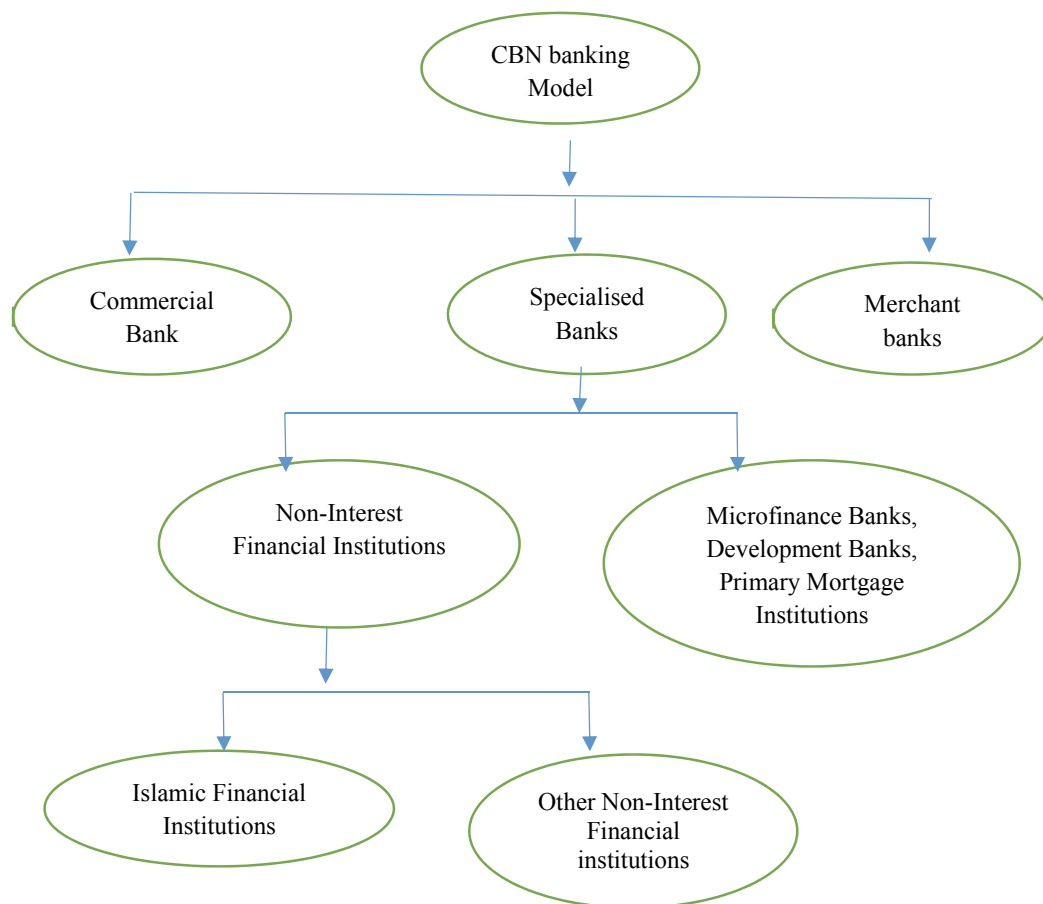 CBN banking
Model
Commercial
Bank
Specialised
Banks
Merchant
banks
Non-Interest
Financial Institutions
Microfinance Banks,
Development Banks,
Primary Mortgage
Institutions
Islamic Financial
Institutions
Other Non-Interest
Financial
institutions